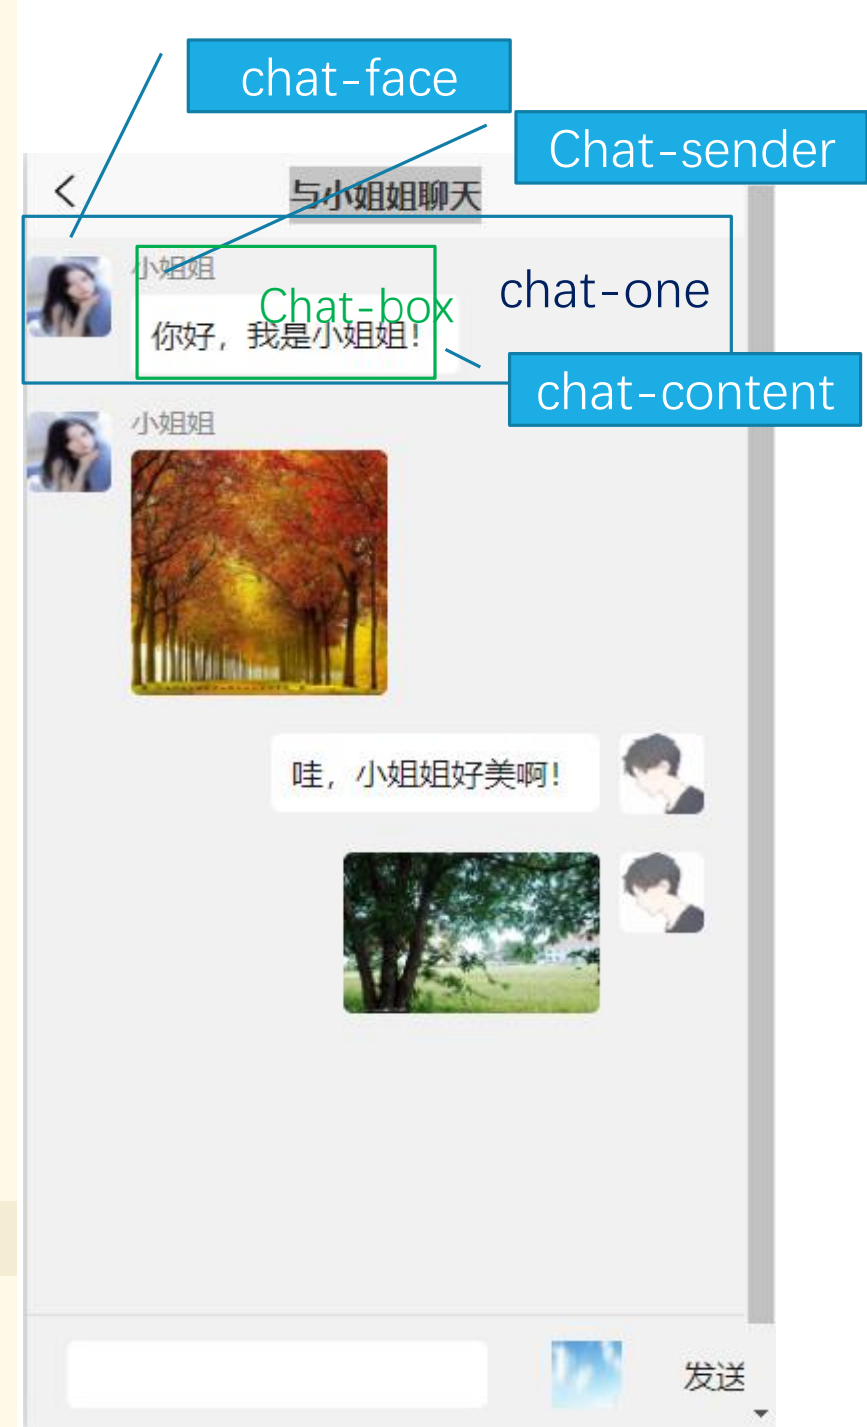 chat-face
Chat-sender
与小姐姐聊天
小姐姐
Chat-box
chat-one
你好，我是小姐姐！
chat-content
小姐姐
哇，小姐姐好美啊！
发送